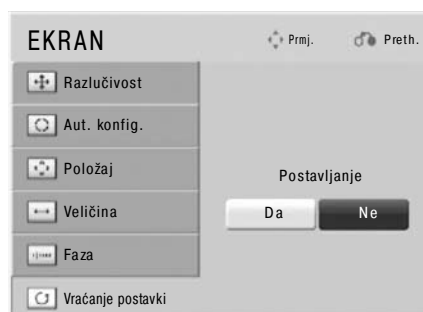 EKRAN
Prmj. Preth.
Razlučivost
Aut. konfig.
Položaj
Veličina
Faza
Vraćanje postavki
Postavljanje
Da Ne